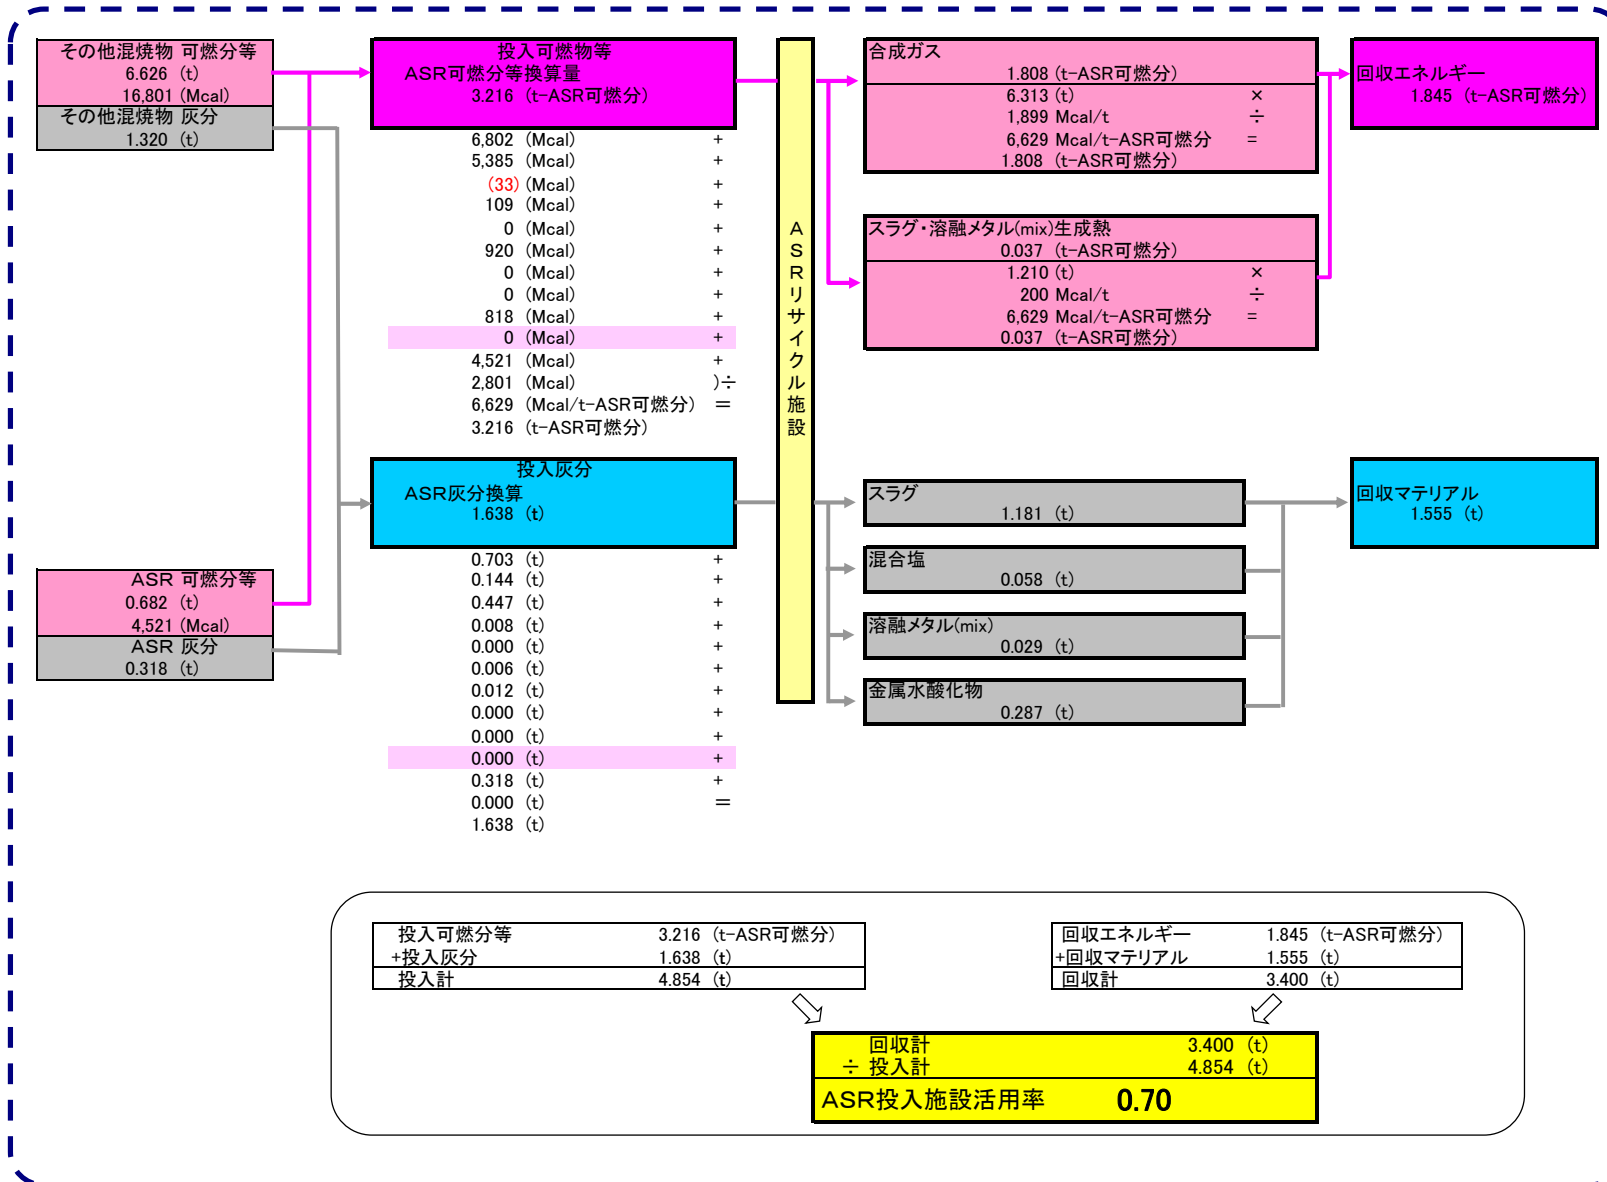 その他混焼物 可燃分等
6.626 (t)
16,801 (Mcal)
その他混焼物 灰分
1.320 (t)
ASR 可燃分等
0.682 (t)
4,521 (Mcal)
ASR 灰分
0.318 (t)
投入可燃物等
ASR可燃分等換算量
3.216 (t-ASR可燃分)
6,802 (Mcal) +
5,385 (Mcal) +
(33) (Mcal) +
109 (Mcal) +
0 (Mcal) +
920 (Mcal) +
0 (Mcal) +
0 (Mcal) +
818 (Mcal) +
0 (Mcal) +
4,521 (Mcal) +
2,801 (Mcal) )÷
6,629 (Mcal/t-ASR可燃分) =
3.216 (t-ASR可燃分)
投入灰分
ASR灰分換算
1.638 (t)
0.703 (t) +
0.144 (t) +
0.447 (t) +
0.008 (t) +
0.000 (t) +
0.006 (t) +
0.012 (t) +
0.000 (t) +
0.000 (t) +
0.000 (t) +
0.318 (t) +
0.000 (t) =
1.638 (t)
ASRリサイクル施設
合成ガス
1.808 (t-ASR可燃分)
6.313 (t) ×
1,899 Mcal/t ÷
6,629 Mcal/t-ASR可燃分 =
1.808 (t-ASR可燃分)
スラグ・溶融メタル(mix)生成熱
0.037 (t-ASR可燃分)
1.210 (t) ×
200 Mcal/t ÷
6,629 Mcal/t-ASR可燃分 =
0.037 (t-ASR可燃分)
スラグ
1.181 (t)
混合塩
0.058 (t)
溶融メタル(mix)
0.029 (t)
金属水酸化物
0.287 (t)
回収エネルギー
1.845 (t-ASR可燃分)
回収マテリアル
1.555 (t)
投入可燃分等 3.216 (t-ASR可燃分)
+投入灰分 1.638 (t)
投入計 4.854 (t)
回収エネルギー 1.845 (t-ASR可燃分)
+回収マテリアル 1.555 (t)
回収計 3.400 (t)
回収計 3.400 (t)
÷ 投入計 4.854 (t)
ASR投入施設活用率 0.70